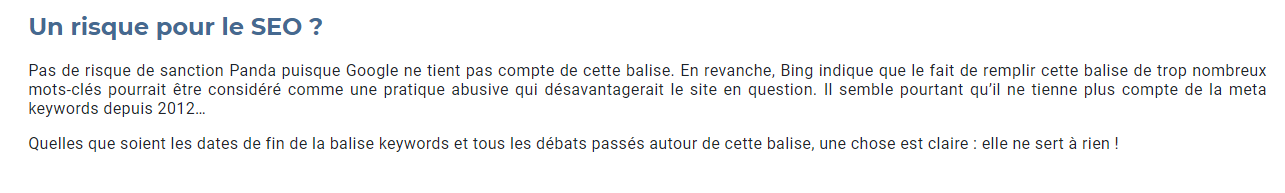 Un risque pour le SEO ?
Pas de risque de sanction Panda puisque Google ne tient pas compte de cette balise. En revanche, Bing indique que le fait de remplir cette balise de trop nombreux
mots-clés pourrait être considéré comme une pratique abusive qui désavantagerait le site en question. Il semble pourtant qu’il ne tienne plus compte de la meta
keywords depuis 2012…
Quelles que soient les dates de fin de la balise keywords et tous les débats passés autour de cette balise, une chose est claire : elle ne sert à rien !